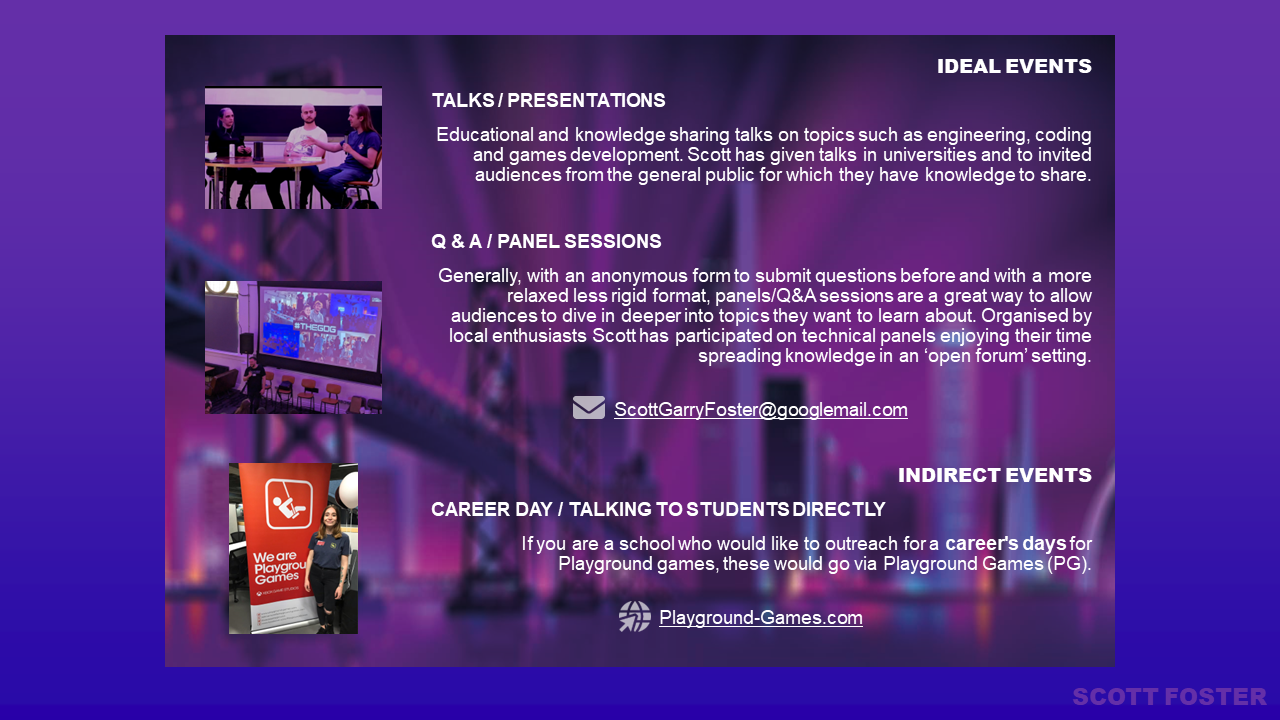 IDEAL EVENTS
TALKS / PRESENTATIONS
Educational and knowledge sharing talks on topics such as engineering, coding
and games development. Scott has given talks in universities and to invited
audiences from the general public for which they have knowledge to share.
Q & A / PANEL SESSIONS
Generally, with an anonymous form to submit questions before and with a more
relaxed less rigid format, panels/Q&A sessions are a great way to allow
audiences to dive in deeper into topics they want to learn about. Organised by
local enthusiasts Scott has participated on technical panels enjoying their time
spreading knowledge in an ‘open forum’ setting.
#THEGDG
ScottGarryFoster@googlemail.com
INDIRECT EVENTS
CAREER DAY / TALKING TO STUDENTS DIRECTLY
If you are a school who would like to outreach for a career's days for
Playground games, these would go via Playground Games (PG).
We are
Playgrou
Games
Playground-Games.com
SCOTT FOSTER